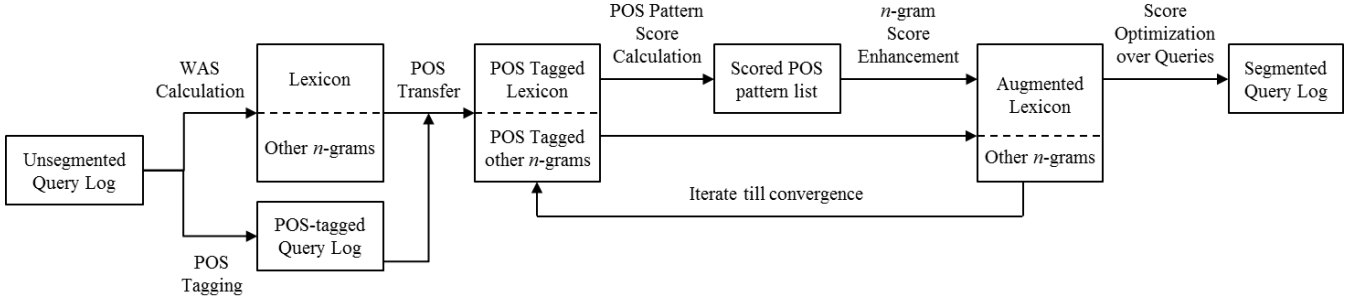 POS Pattern
Score
Calculation
n-gram
Score
Enhancement
Score
Optimization
over Queries
WAS
Calculation
Lexicon
Other n-grams
POS
Transfer
POS Tagged
Lexicon
POS Tagged
other n-grams
Scored POS
pattern list
Augmented
Lexicon
Other n-grams
Segmented
Query Log
Unsegmented
Query Log
Iterate till convergence
POS-tagged
Query Log
POS
Tagging